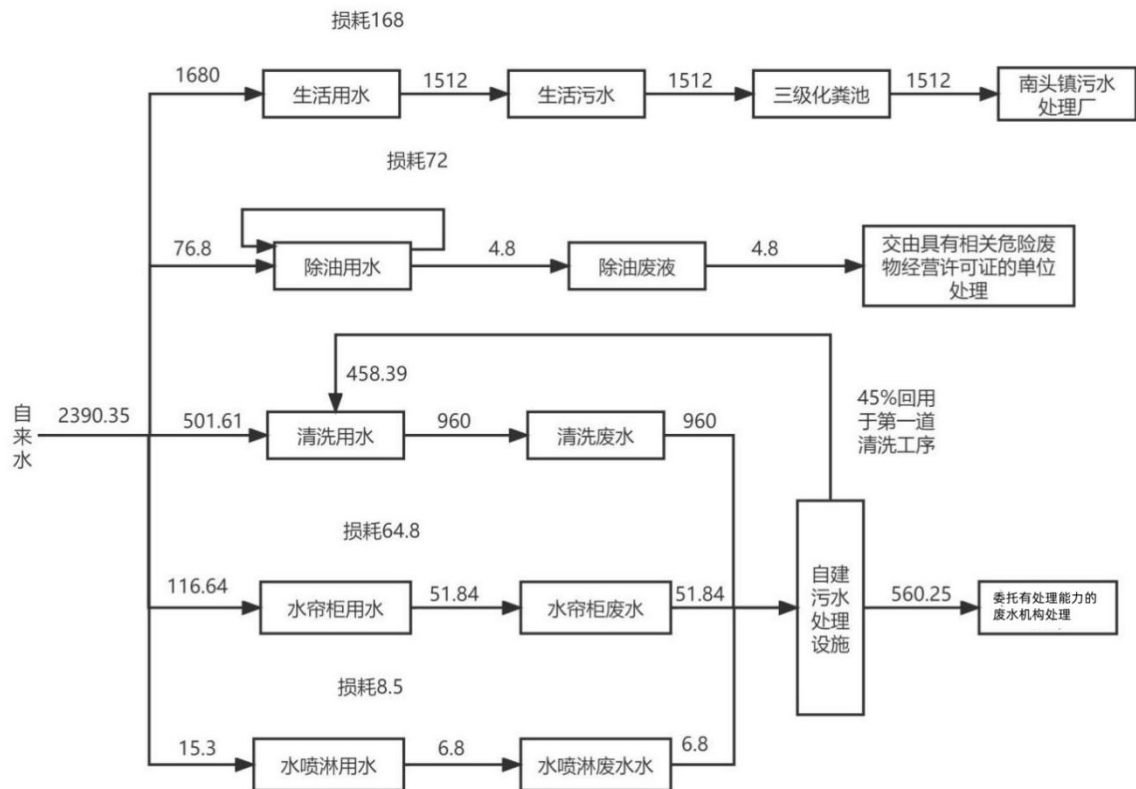 损耗168
1680
生活用水
1512
生活污水
1512
三级化粪池
1512
南头镇污水
处理厂
损耗72
76.8
除油用水
4.8
除油废液
4.8
交由具有相关危险废
物经营许可证的单位
处理
自来水
2390.35
458.39
501.61
清洗用水
960
清洗废水
960
45%回用
于第一道
清洗工序
损耗64.8
116.64
水帘柜用水
51.84
水帘柜废水
51.84
自建
污水
处理
设施
560.25
委托有处理能力的
废水机构处理
损耗8.5
15.3
水喷淋用水
6.8
水喷淋废水水
6.8